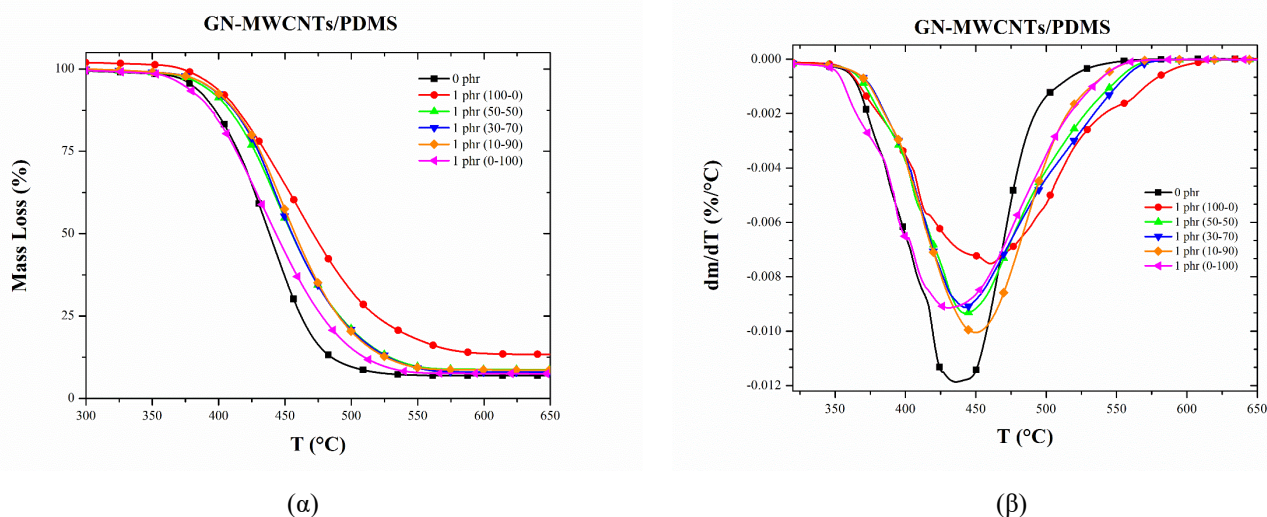 GN-MWCNTs/PDMS
100
75
50
25
0
Mass Loss (%)
0 phr
1 phr (100-0)
1 phr (50-50)
1 phr (30-70)
1 phr (10-90)
1 phr (0-100)
300
350
400
450
500
550
600
650
T (°C)
(α)
GN-MWCNTs/PDMS
-0.000
-0.002
-0.004
-0.006
-0.008
-0.010
-0.012
dm/dT (%/°C)
0 phr
1 phr (100-0)
1 phr (50-50)
1 phr (30-70)
1 phr (10-90)
1 phr (0-100)
350
400
450
500
550
600
650
T (°C)
(β)